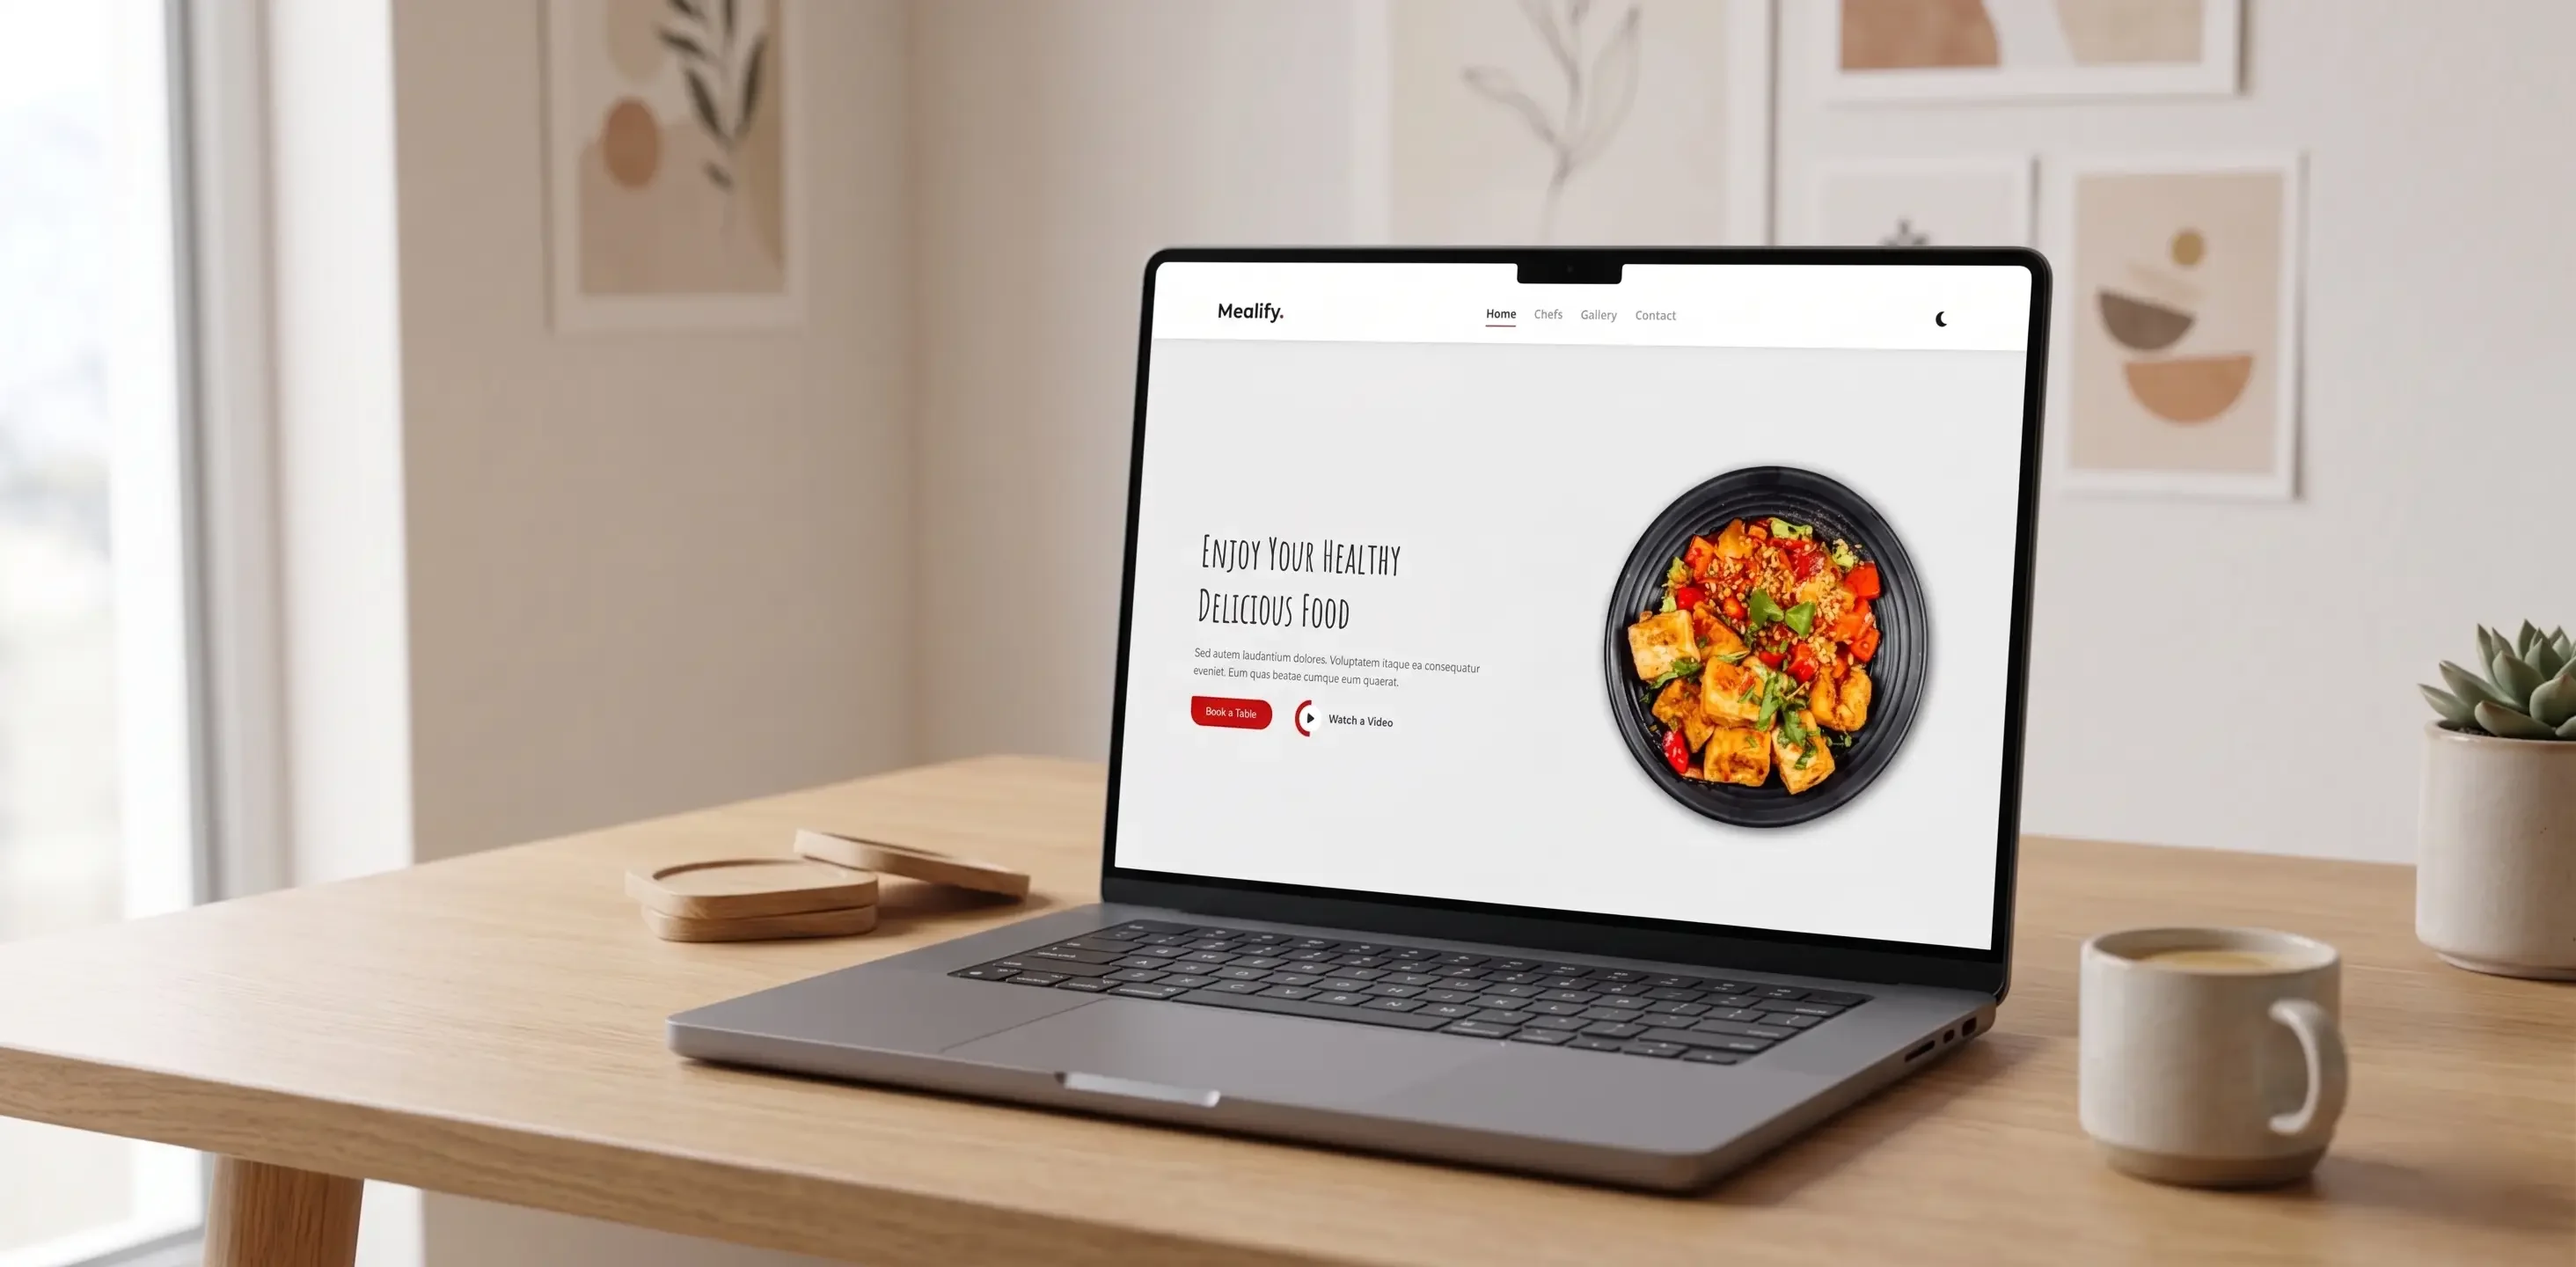 Mealify.
Home Chefs Gallery Contact
Enjoy Your Healthy
Delicious Food
Sed autem laudantium dolores. Voluptatem itaque ea consequatur
eveniet. Eum quas beatae cumque eum quaerat.
Book a Table
Watch a Video